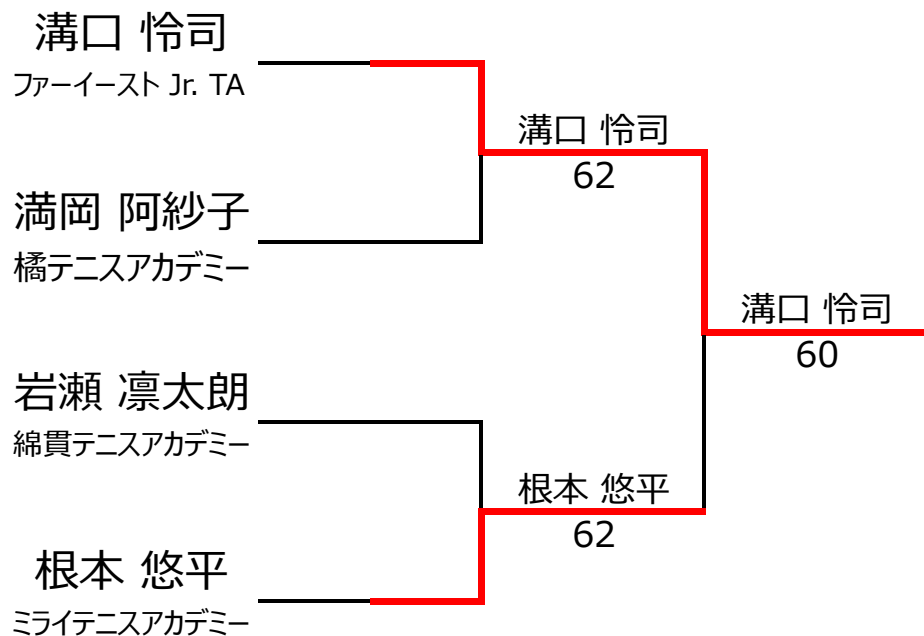 溝口 怜司
ファーイースト Jr. TA
溝口 怜司
62
満岡 阿紗子
橘テニスアカデミー
溝口 怜司
60
岩瀬 凛太朗
綿貫テニスアカデミー
根本 悠平
62
根本 悠平
ミライテニスアカデミー